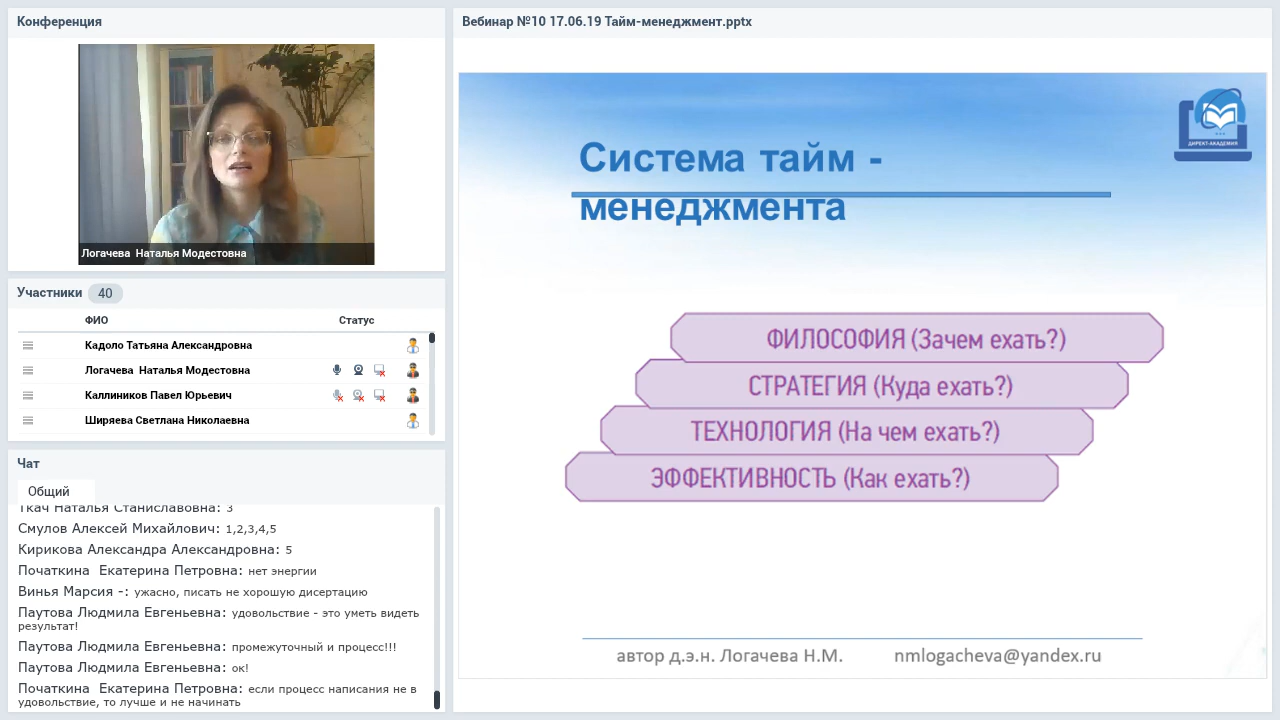 Конференция
Логачева  Наталья Модестовна
Участники 40
ФИО Статус
Кадоло Татьяна Александровна
Логачева  Наталья Модестовна
Каллиников Павел Юрьевич
Ширяева Светлана Николаевна
Чат
Общий
Ткач Наталья Станиславовна: 3
Смулов Алексей Михайлович: 1,2,3,4,5
Кирикова Александра Александровна: 5
Початкина  Екатерина Петровна: нет энергии
Винья Марсия -: ужасно, писать не хорошую дисертацию
Паутова Людмила Евгеньевна: удовольствие - это уметь видеть
результат!
Паутова Людмила Евгеньевна: промежуточный и процесс!!!
Паутова Людмила Евгеньевна: ок!
Початкина  Екатерина Петровна: если процесс написания не в
удовольствие, то лучше и не начинать
Вебинар №10 17.06.19 Тайм-менеджмент.pptx
ДИРЕКТ-АКАДЕМИЯ
Система тайм -
менеджмента
ФИЛОСОФИЯ (Зачем ехать?)
СТРАТЕГИЯ (Куда ехать?)
ТЕХНОЛОГИЯ (На чем ехать?)
ЭФФЕКТИВНОСТЬ (Как ехать?)
автор д.э.н. Логачева Н.М. nmlogacheva@yandex.ru